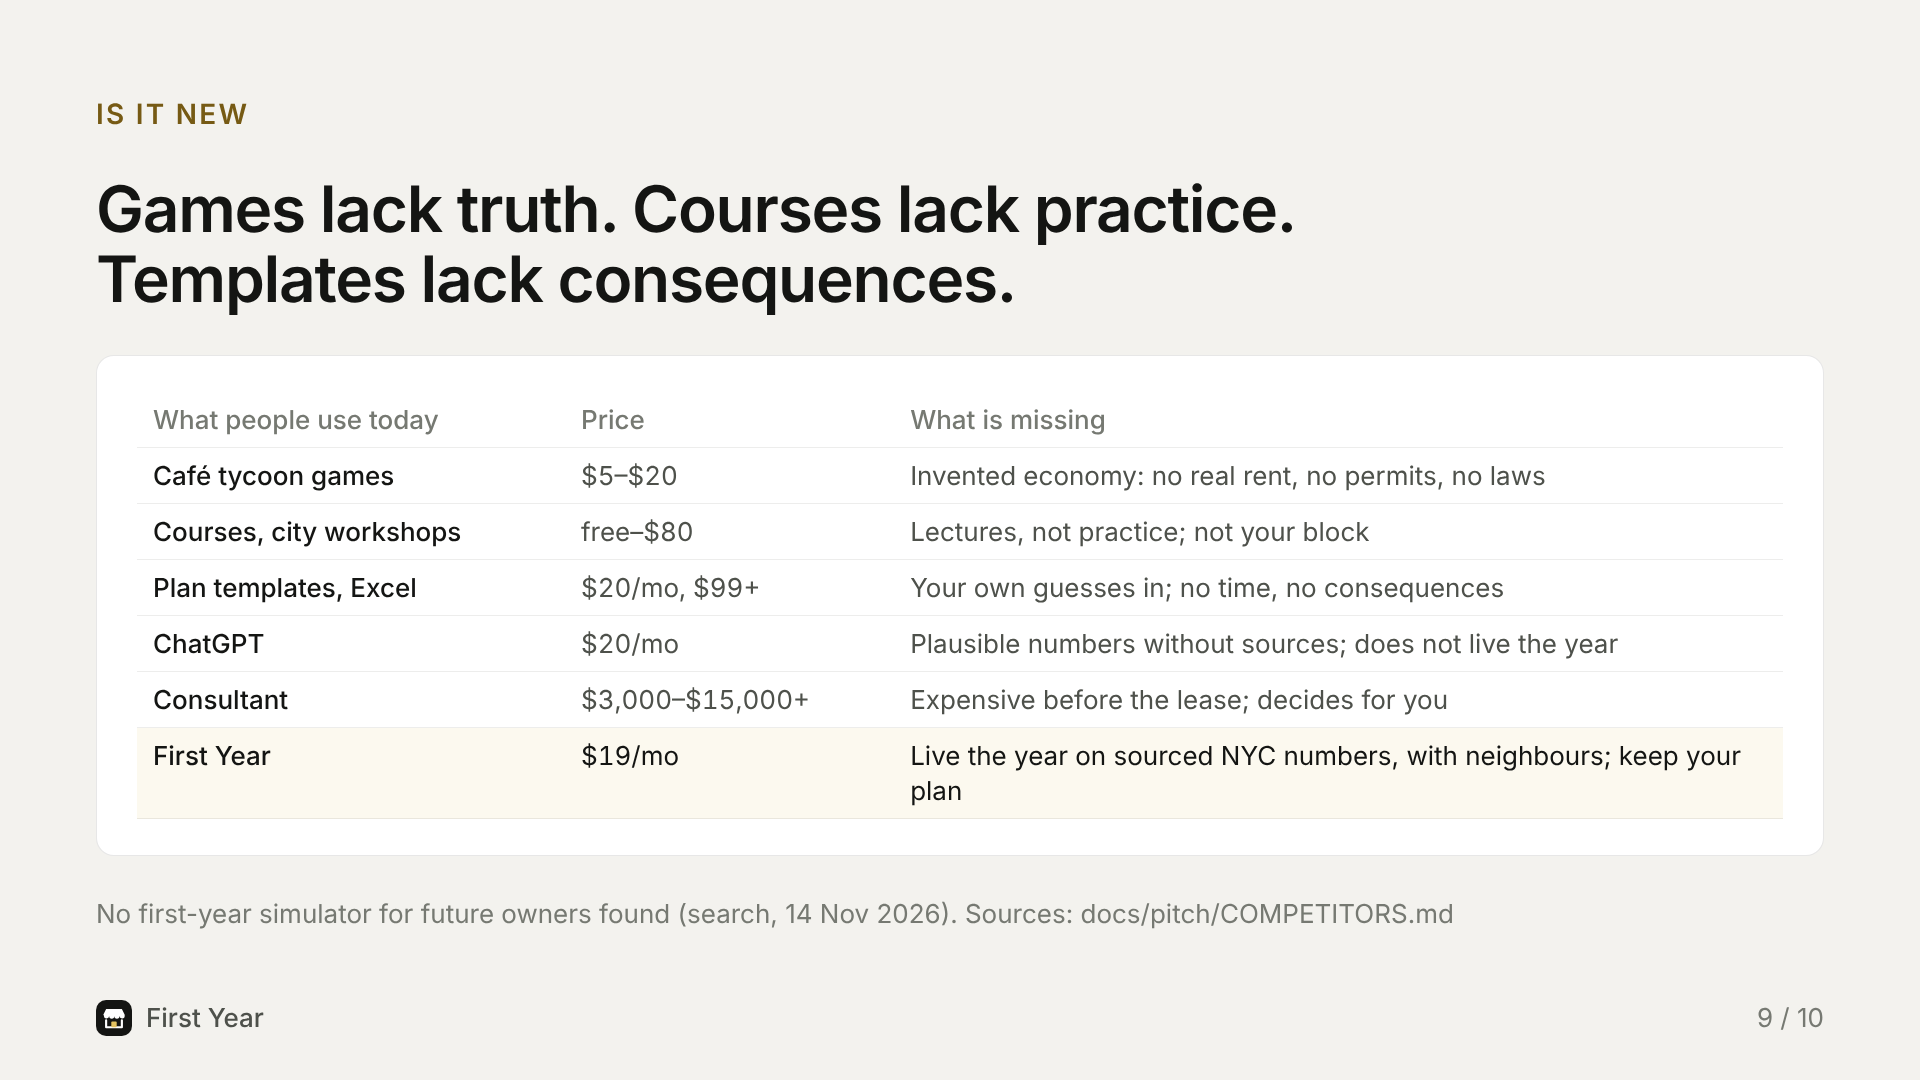 IS IT NEW
Games lack truth. Courses lack practice.
Templates lack consequences.
What people use today Price What is missing
Café tycoon games $5–$20 Invented economy: no real rent, no permits, no laws
Courses, city workshops free–$80 Lectures, not practice; not your block
Plan templates, Excel $20/mo, $99+ Your own guesses in; no time, no consequences
ChatGPT $20/mo Plausible numbers without sources; does not live the year
Consultant $3,000–$15,000+ Expensive before the lease; decides for you
First Year $19/mo Live the year on sourced NYC numbers, with neighbours; keep your
plan
No first-year simulator for future owners found (search, 14 Nov 2026). Sources: docs/pitch/COMPETITORS.md
First Year 9 / 10